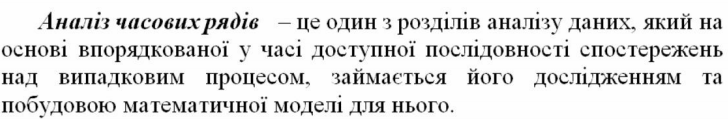 Аналіз часових рядів – це один з розділів аналізу даних, який на
основі впорядкованої у часі доступної послідовності спостережень
над випадковим процесом, займається його дослідженням та
побудовою математичної моделі для нього.